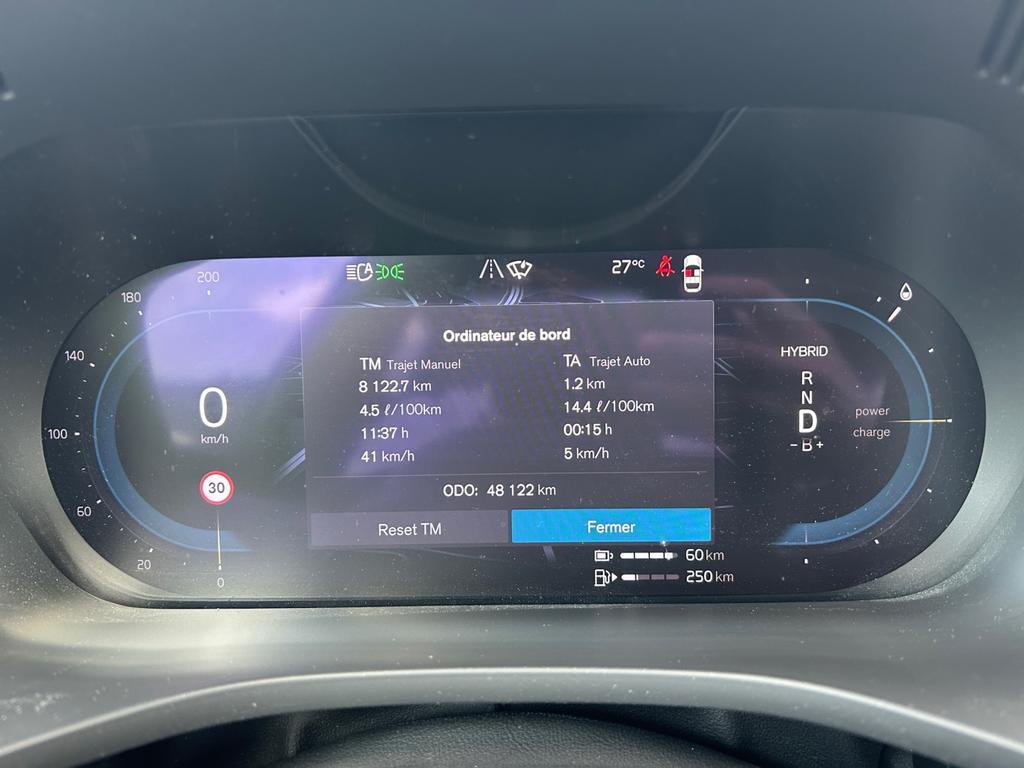 200
27°C
180
140
100
60
20
0
0
km/h
30
Ordinateur de bord
TM Trajet Manuel
8 122.7 km
4.5 ℓ/100km
11:37 h
41 km/h
TA Trajet Auto
1.2 km
14.4 ℓ/100km
00:15 h
5 km/h
ODO: 48 122 km
Reset TM
Fermer
HYBRID
R
N
D
-B+
power
charge
60 km
250 km